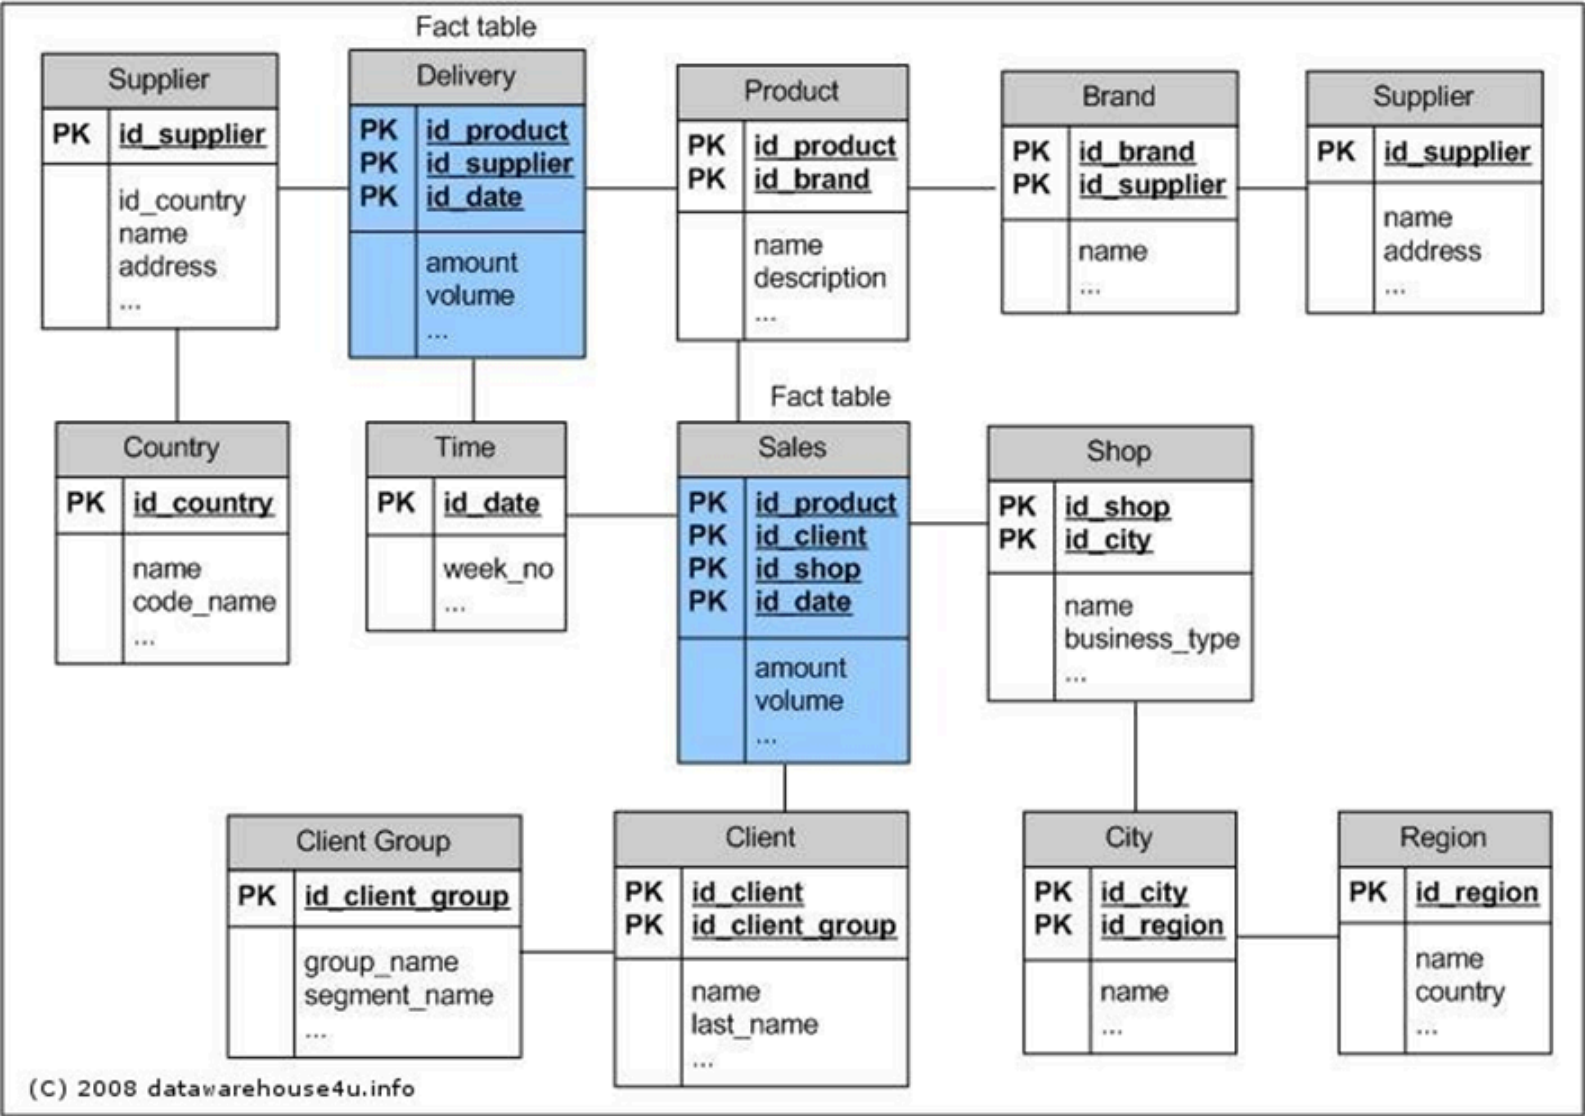 Fact table
Supplier
PK id_supplier
id_country
name
address
...
Delivery
PK id_product
PK id_supplier
PK id_date
amount
volume
...
Product
PK id_product
PK id_brand
name
description
...
Brand
PK id_brand
PK id_supplier
name
...
Supplier
PK id_supplier
name
address
...
Country
PK id_country
name
code_name
...
Time
PK id_date
week_no
...
Fact table
Sales
PK id_product
PK id_client
PK id_shop
PK id_date
amount
volume
...
Shop
PK id_shop
PK id_city
name
business_type
...
Client Group
PK id_client_group
group_name
segment_name
...
Client
PK id_client
PK id_client_group
name
last_name
...
City
PK id_city
PK id_region
name
...
Region
PK id_region
name
country
...
(C) 2008 datawarehouse4u.info